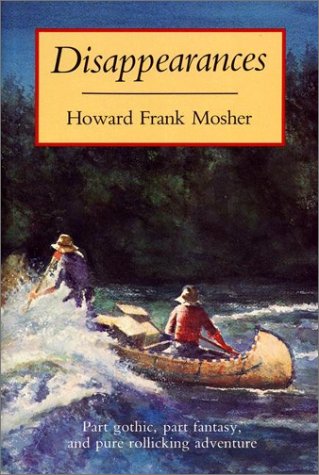 Disappearances
Howard Frank Mosher
Part gothic, part fantasy,
and pure rollicking adventure